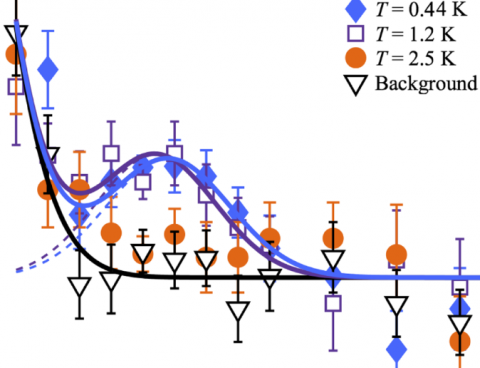 T = 0.44 K
T = 1.2 K
T = 2.5 K
Background